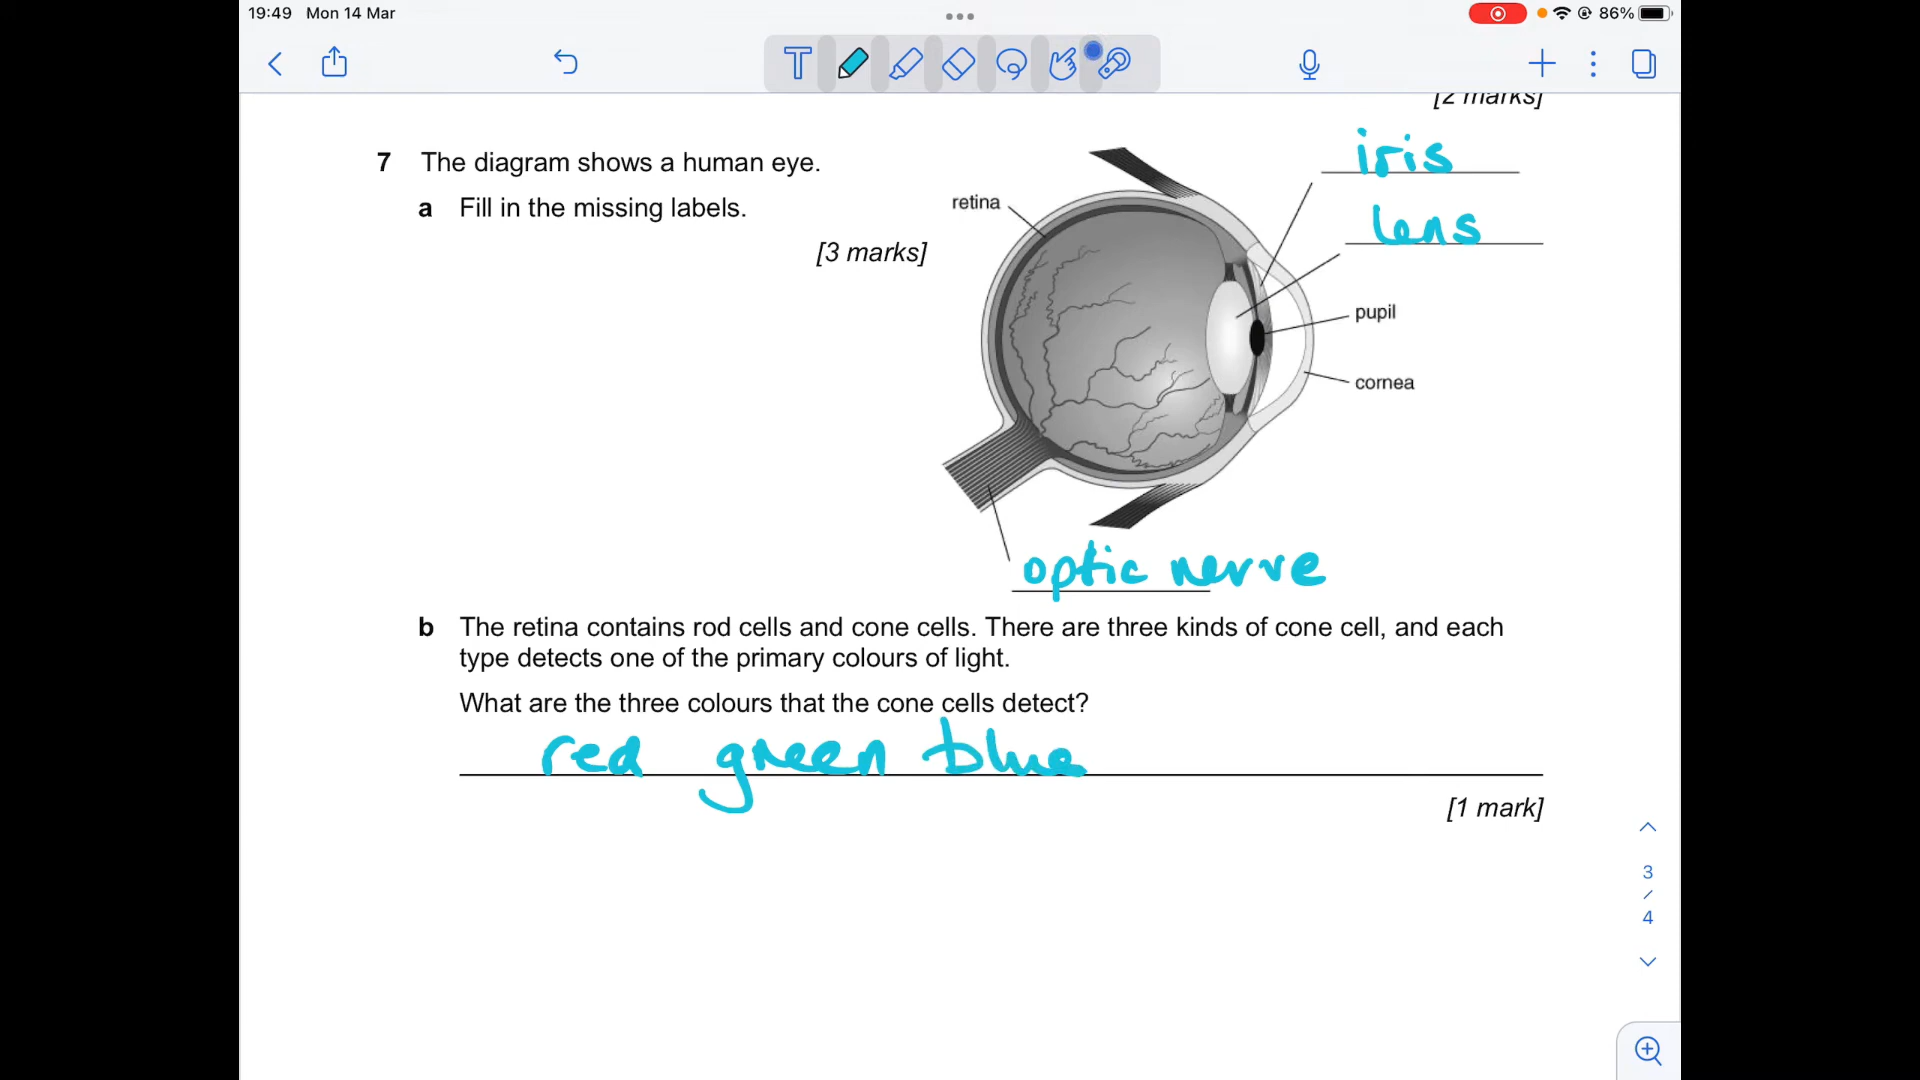 19:49 Mon 14 Mar
86%
T
[2 marks]
7 The diagram shows a human eye.
iris
a Fill in the missing labels.
retina
lens
[3 marks]
pupil
cornea
optic nerve
b The retina contains rod cells and cone cells. There are three kinds of cone cell, and each
type detects one of the primary colours of light.
What are the three colours that the cone cells detect?
red green blue
[1 mark]
3
/
4